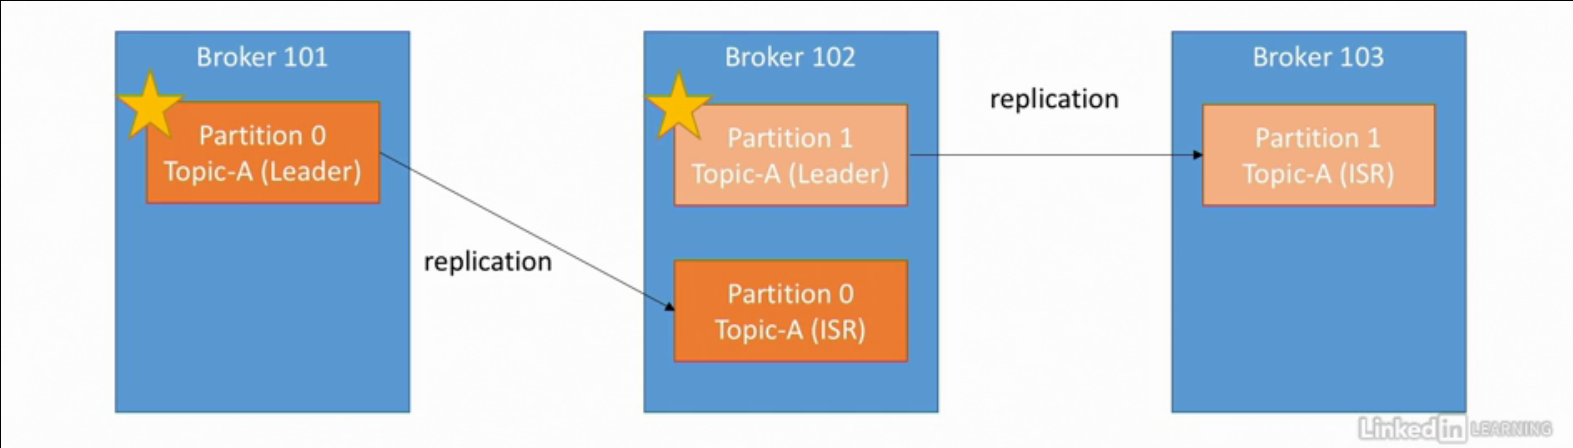 Broker 101
Partition 0
Topic-A (Leader)
replication
Broker 102
Partition 1
Topic-A (Leader)
Partition 0
Topic-A (ISR)
replication
Broker 103
Partition 1
Topic-A (ISR)
Linked in LEARNING